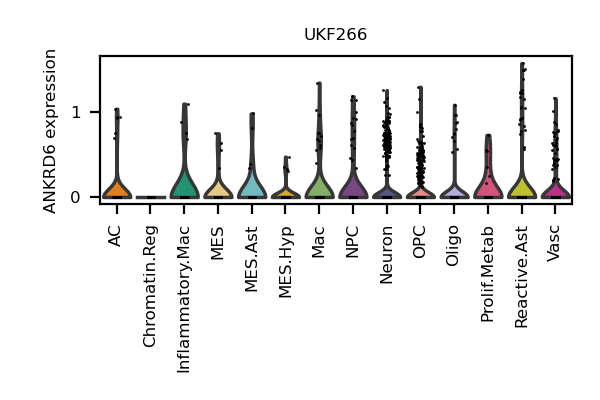 UKF266
ANKRD6 expression
1
0
AC
Chromatin.Reg
Inflammatory.Mac
MES
MES.Ast
MES.Hyp
Mac
NPC
Neuron
OPC
Oligo
Prolif.Metab
Reactive.Ast
Vasc